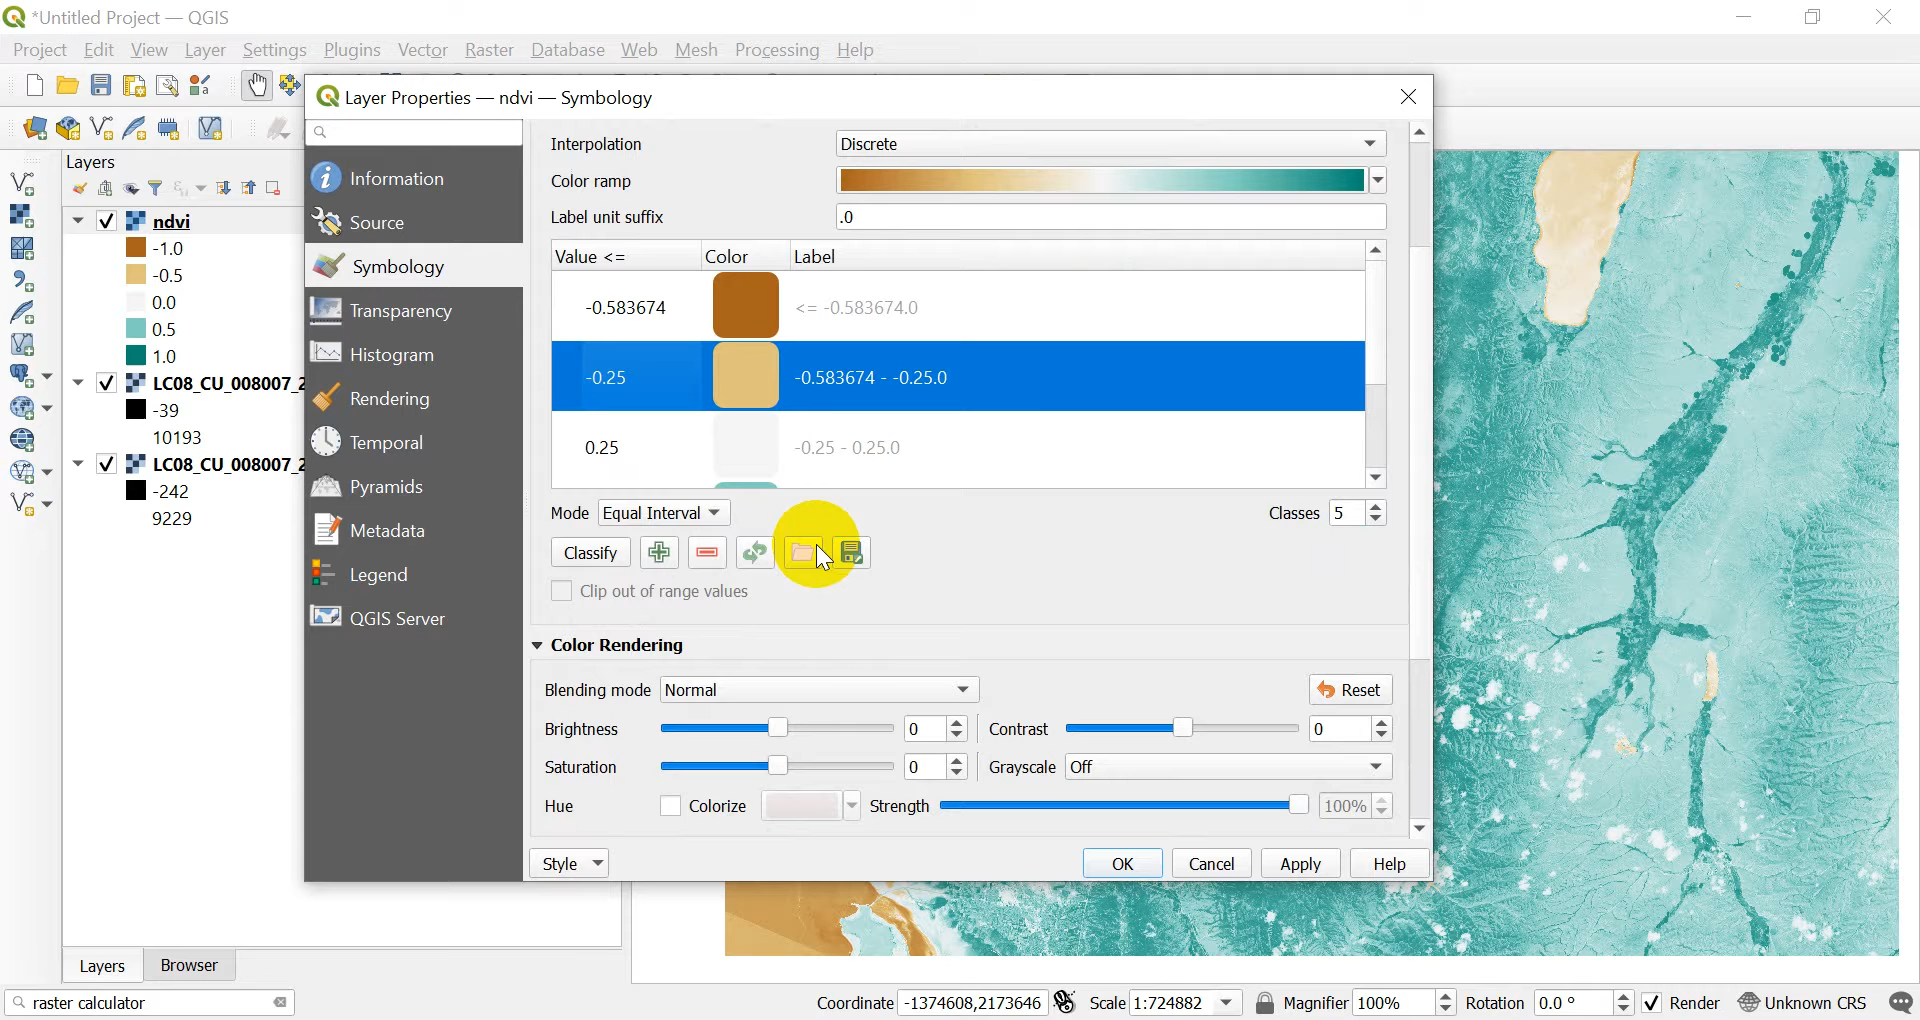 *Untitled Project — QGIS
Project Edit View Layer Settings Plugins Vector Raster Database Web Mesh Processing Help
Layer Properties — ndvi — Symbology
Layers
ndvi
-1.0
-0.5
0.0
0.5
1.0
LC08_CU_008007_2
-39
10193
LC08_CU_008007_2
-242
9229
Information
Source
Symbology
Transparency
Histogram
Rendering
Temporal
Pyramids
Metadata
Legend
QGIS Server
Interpolation Discrete
Color ramp
Label unit suffix .0
Value <= Color Label
-0.583674 <= -0.583674.0
-0.25 -0.583674 - -0.25.0
0.25 -0.25 - 0.25.0
Mode Equal Interval Classes 5
Classify
Clip out of range values
Color Rendering
Blending mode Normal Reset
Brightness 0 Contrast 0
Saturation 0 Grayscale Off
Hue Colorize Strength 100%
Style OK Cancel Apply Help
Layers Browser
raster calculator Coordinate -1374608,2173646 Scale 1:724882 Magnifier 100% Rotation 0.0 ° Render Unknown CRS